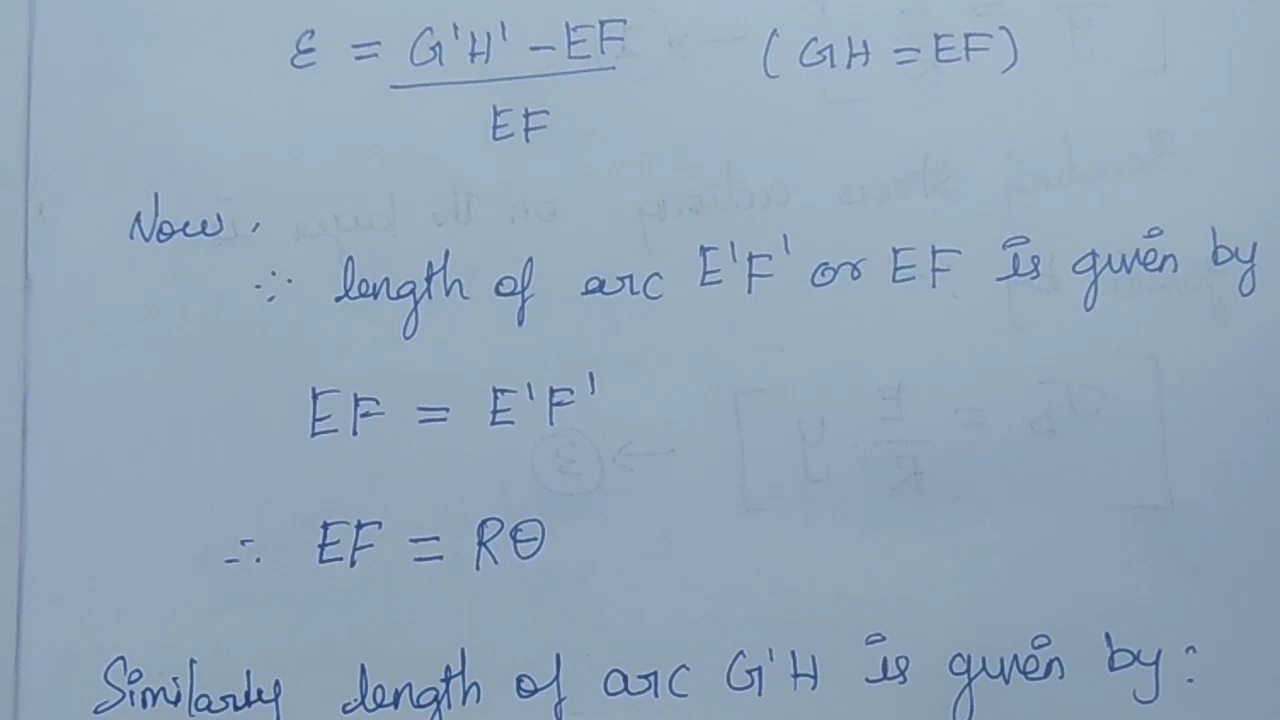 ε = G'H' - EF (GH = EF)
EF
Now.
∵ length of arc E'F' or EF is given by
EF = E'F'
∴ EF = Rθ
Similarly length of arc G'H is given by: